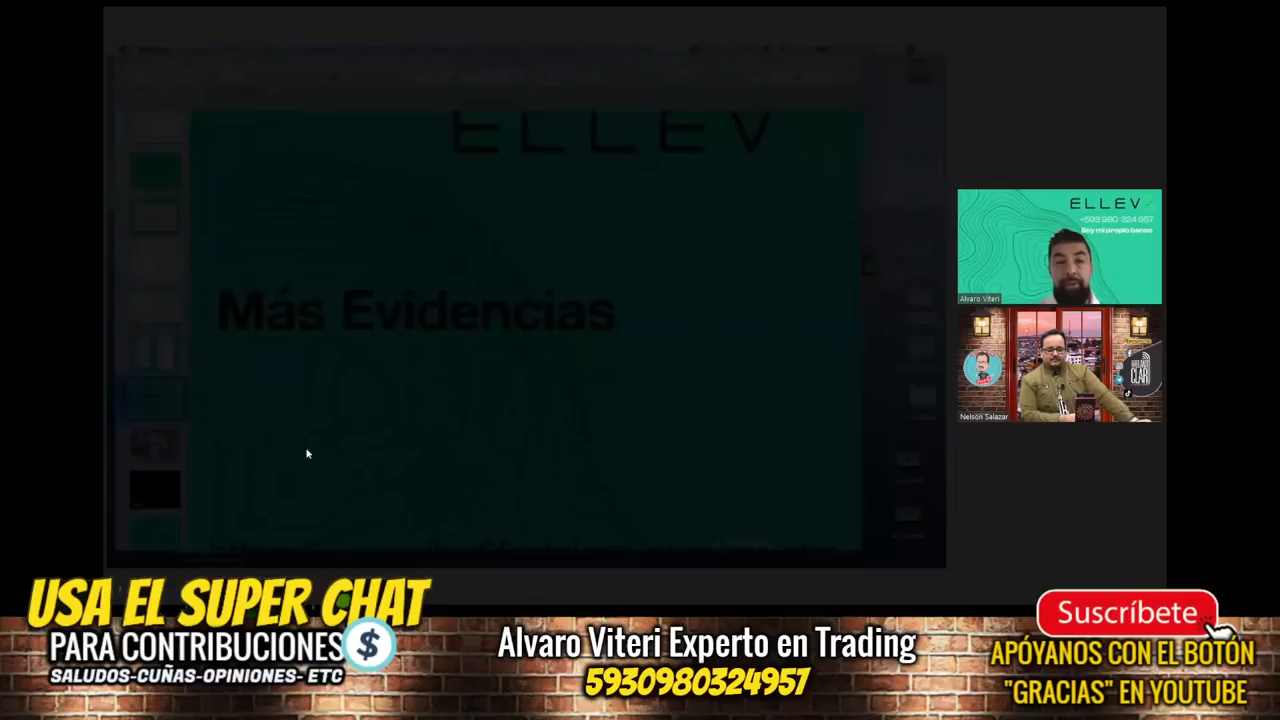 ELLEV
Más Evidencias
ELLEV
+593 980 324 957
Soy mi propio banco
Alvaro Viteri
HABLANDO
CLAR
Nelson Salazar
USA EL SUPER CHAT
PARA CONTRIBUCIONES $
SALUDOS-CUÑAS-OPINIONES- ETC
Alvaro Viteri Experto en Trading
5930980324957
Suscríbete
APÓYANOS CON EL BOTÓN
"GRACIAS" EN YOUTUBE